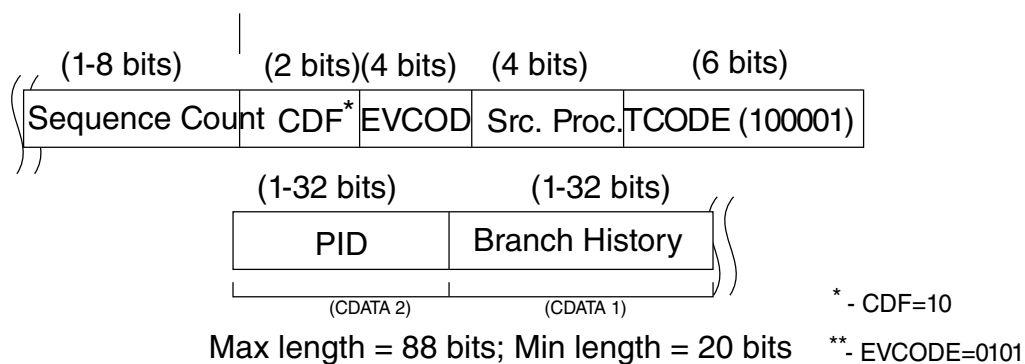 (1-8 bits) (2 bits)(4 bits) (4 bits) (6 bits)
Sequence Count CDF* EVCOD Src. Proc. TCODE (100001)
(1-32 bits) (1-32 bits)
PID Branch History
(CDATA 2) (CDATA 1)
* - CDF=10
Max length = 88 bits; Min length = 20 bits
**- EVCODE=0101